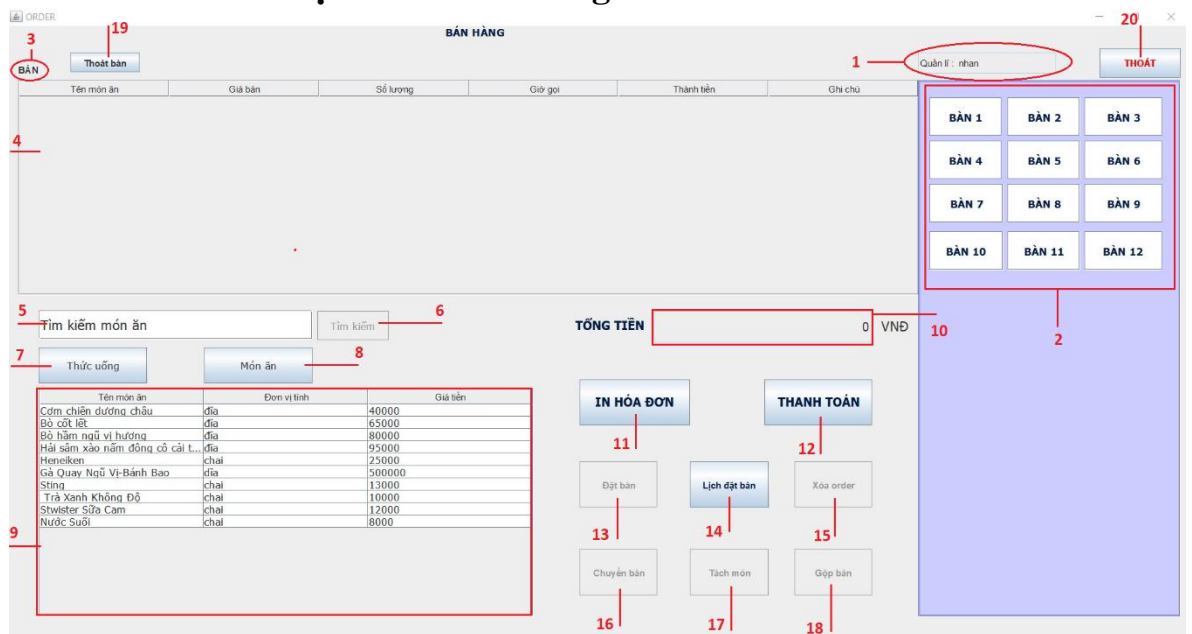 ORDER
BÁN HÀNG
19
20
3
Thoát bàn
BÀN
1
Quản lí : nhan
THOÁT
Tên món ăn Giá bán Số lượng Giờ gọi Thành tiền Ghi chú
4
BÀN 1 BÀN 2 BÀN 3
BÀN 4 BÀN 5 BÀN 6
BÀN 7 BÀN 8 BÀN 9
BÀN 10 BÀN 11 BÀN 12
2
5
Tìm kiếm món ăn
Tìm kiếm
6
TỔNG TIỀN
0 VNĐ
10
7
Thức uống
Món ăn
8
Tên món ăn Đơn vị tính Giá tiền
Cơm chiên dương châu đĩa 40000
Bò cốt lết đĩa 65000
Bò hầm ngũ vị hương đĩa 80000
Hải sâm xào nấm đông cô cải t... đĩa 95000
Heneiken chai 25000
Gà Quay Ngũ Vị-Bánh Bao đĩa 500000
Sting chai 13000
Trà Xanh Không Độ chai 10000
Stwister Sữa Cam chai 12000
Nước Suối chai 8000
9
IN HÓA ĐƠN
THANH TOÁN
11
12
Đặt bàn
Lịch đặt bàn
Xóa order
13
14
15
Chuyển bàn
Tách món
Gộp bàn
16
17
18